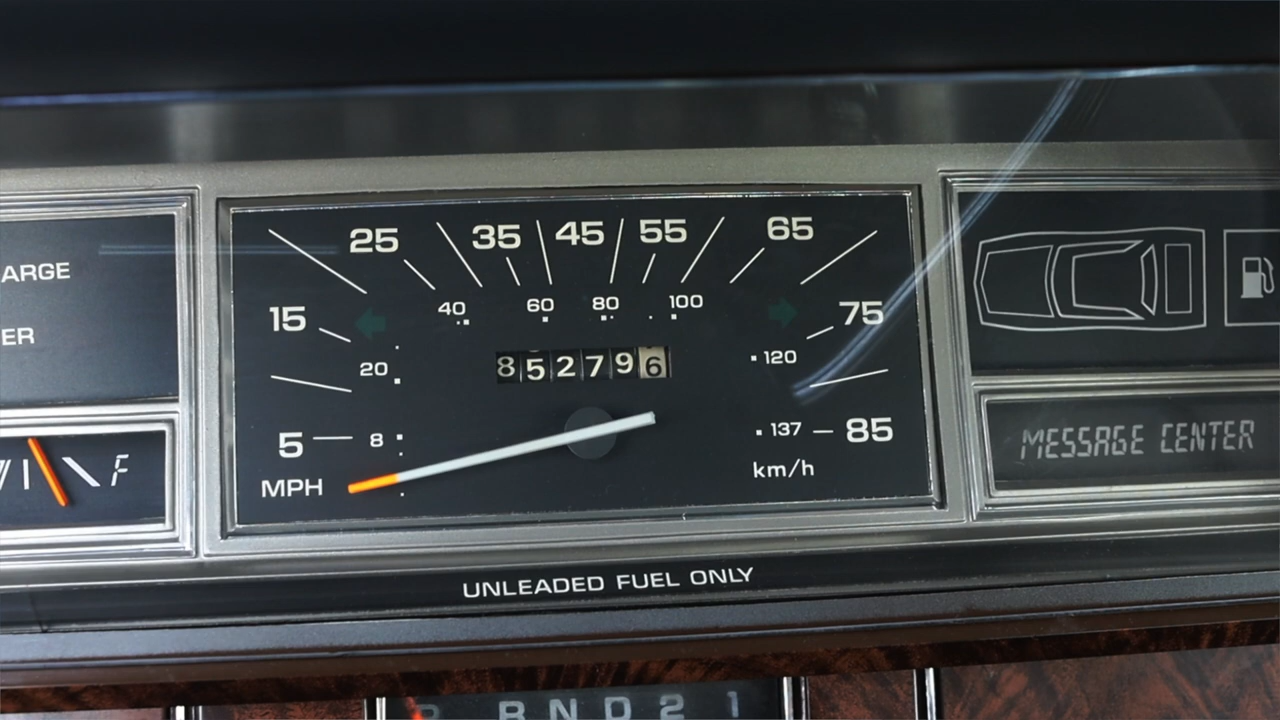 25 35 45 55 65
ARGE
40 60 80 100
15 75
ER
20 852796 120
5 8 137 85
MESSAGE CENTER
F
MPH km/h
UNLEADED FUEL ONLY
P R N D 2 1